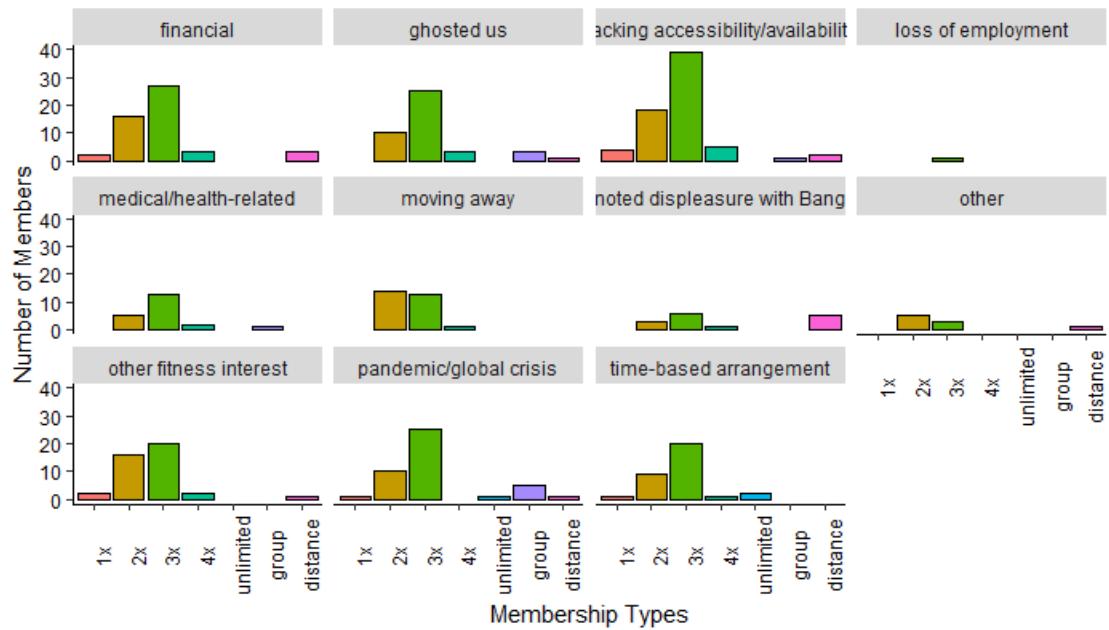 financial
ghosted us
acking accessibility/availabilit
loss of employment
40
30
20
10
0
medical/health-related
moving away
noted displeasure with Bang
other
40
30
20
10
0
other fitness interest
pandemic/global crisis
time-based arrangement
40
30
20
10
0
1x
2x
3x
4x
unlimited
group
distance
1x
2x
3x
4x
unlimited
group
distance
1x
2x
3x
4x
unlimited
group
distance
1x
2x
3x
4x
unlimited
group
distance
Number of Members
Membership Types